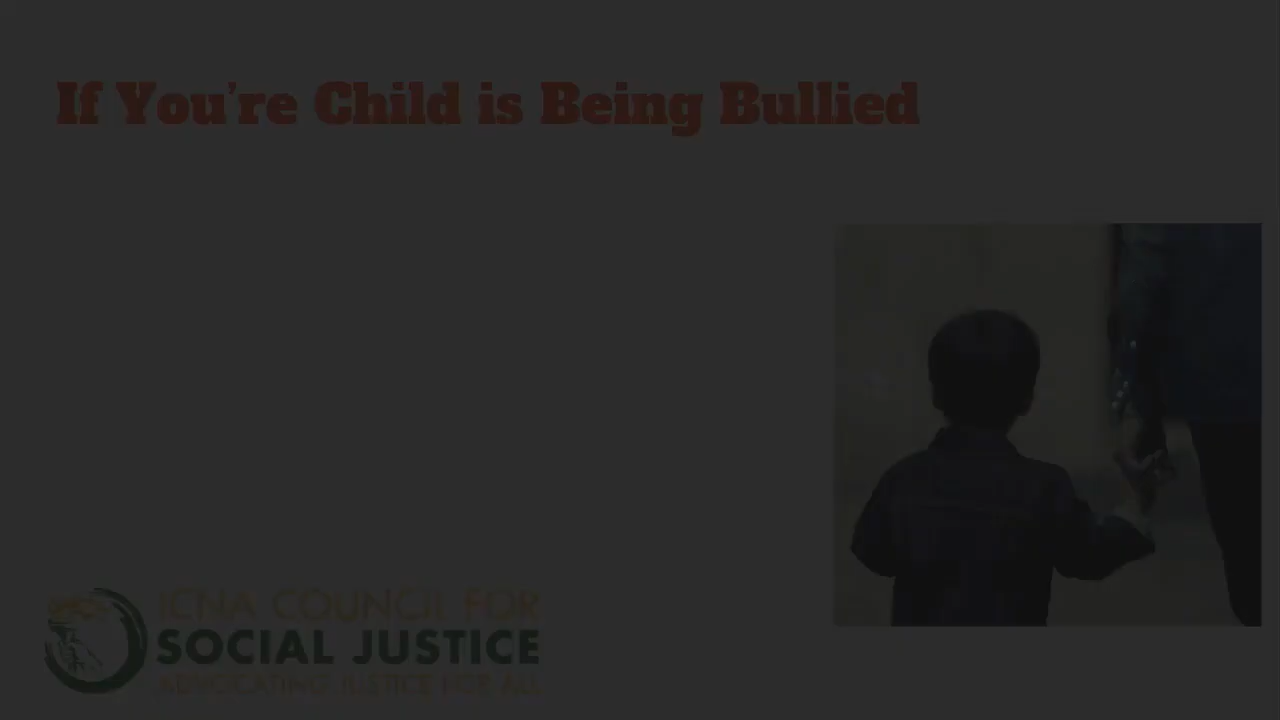 If You're Child is Being Bullied
ICNA COUNCIL FOR
SOCIAL JUSTICE
ADVOCATING JUSTICE FOR ALL